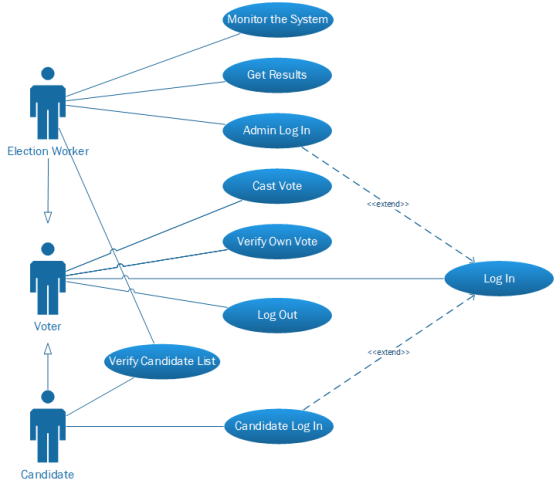 Monitor the System
Get Results
Admin Log In
Election Worker
Cast Vote
<<extend>>
Verify Own Vote
Log In
Voter
Log Out
<<extend>>
Verify Candidate List
Candidate Log In
Candidate